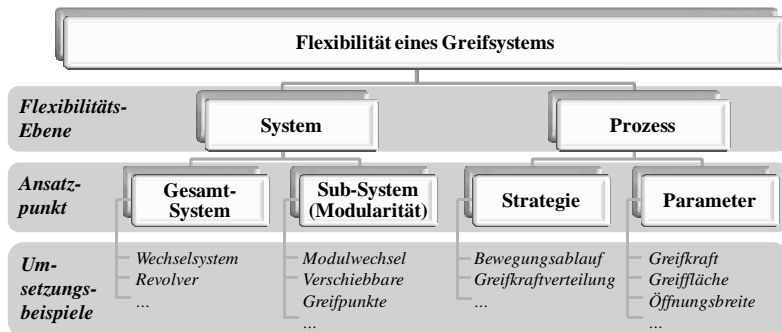 Flexibilität eines Greifsystems
Flexibilitäts-
Ebene
System
Prozess
Ansatz-
punkt
Gesamt-
System
Sub-System
(Modularität)
Strategie
Parameter
Um-
setzungs-
beispiele
Wechselsystem
Revolver
...
Modulwechsel
Verschiebbare
Greifpunkte
...
Bewegungsablauf
Greifkraftverteilung
...
Greifkraft
Greiffläche
Öffnungsbreite
...